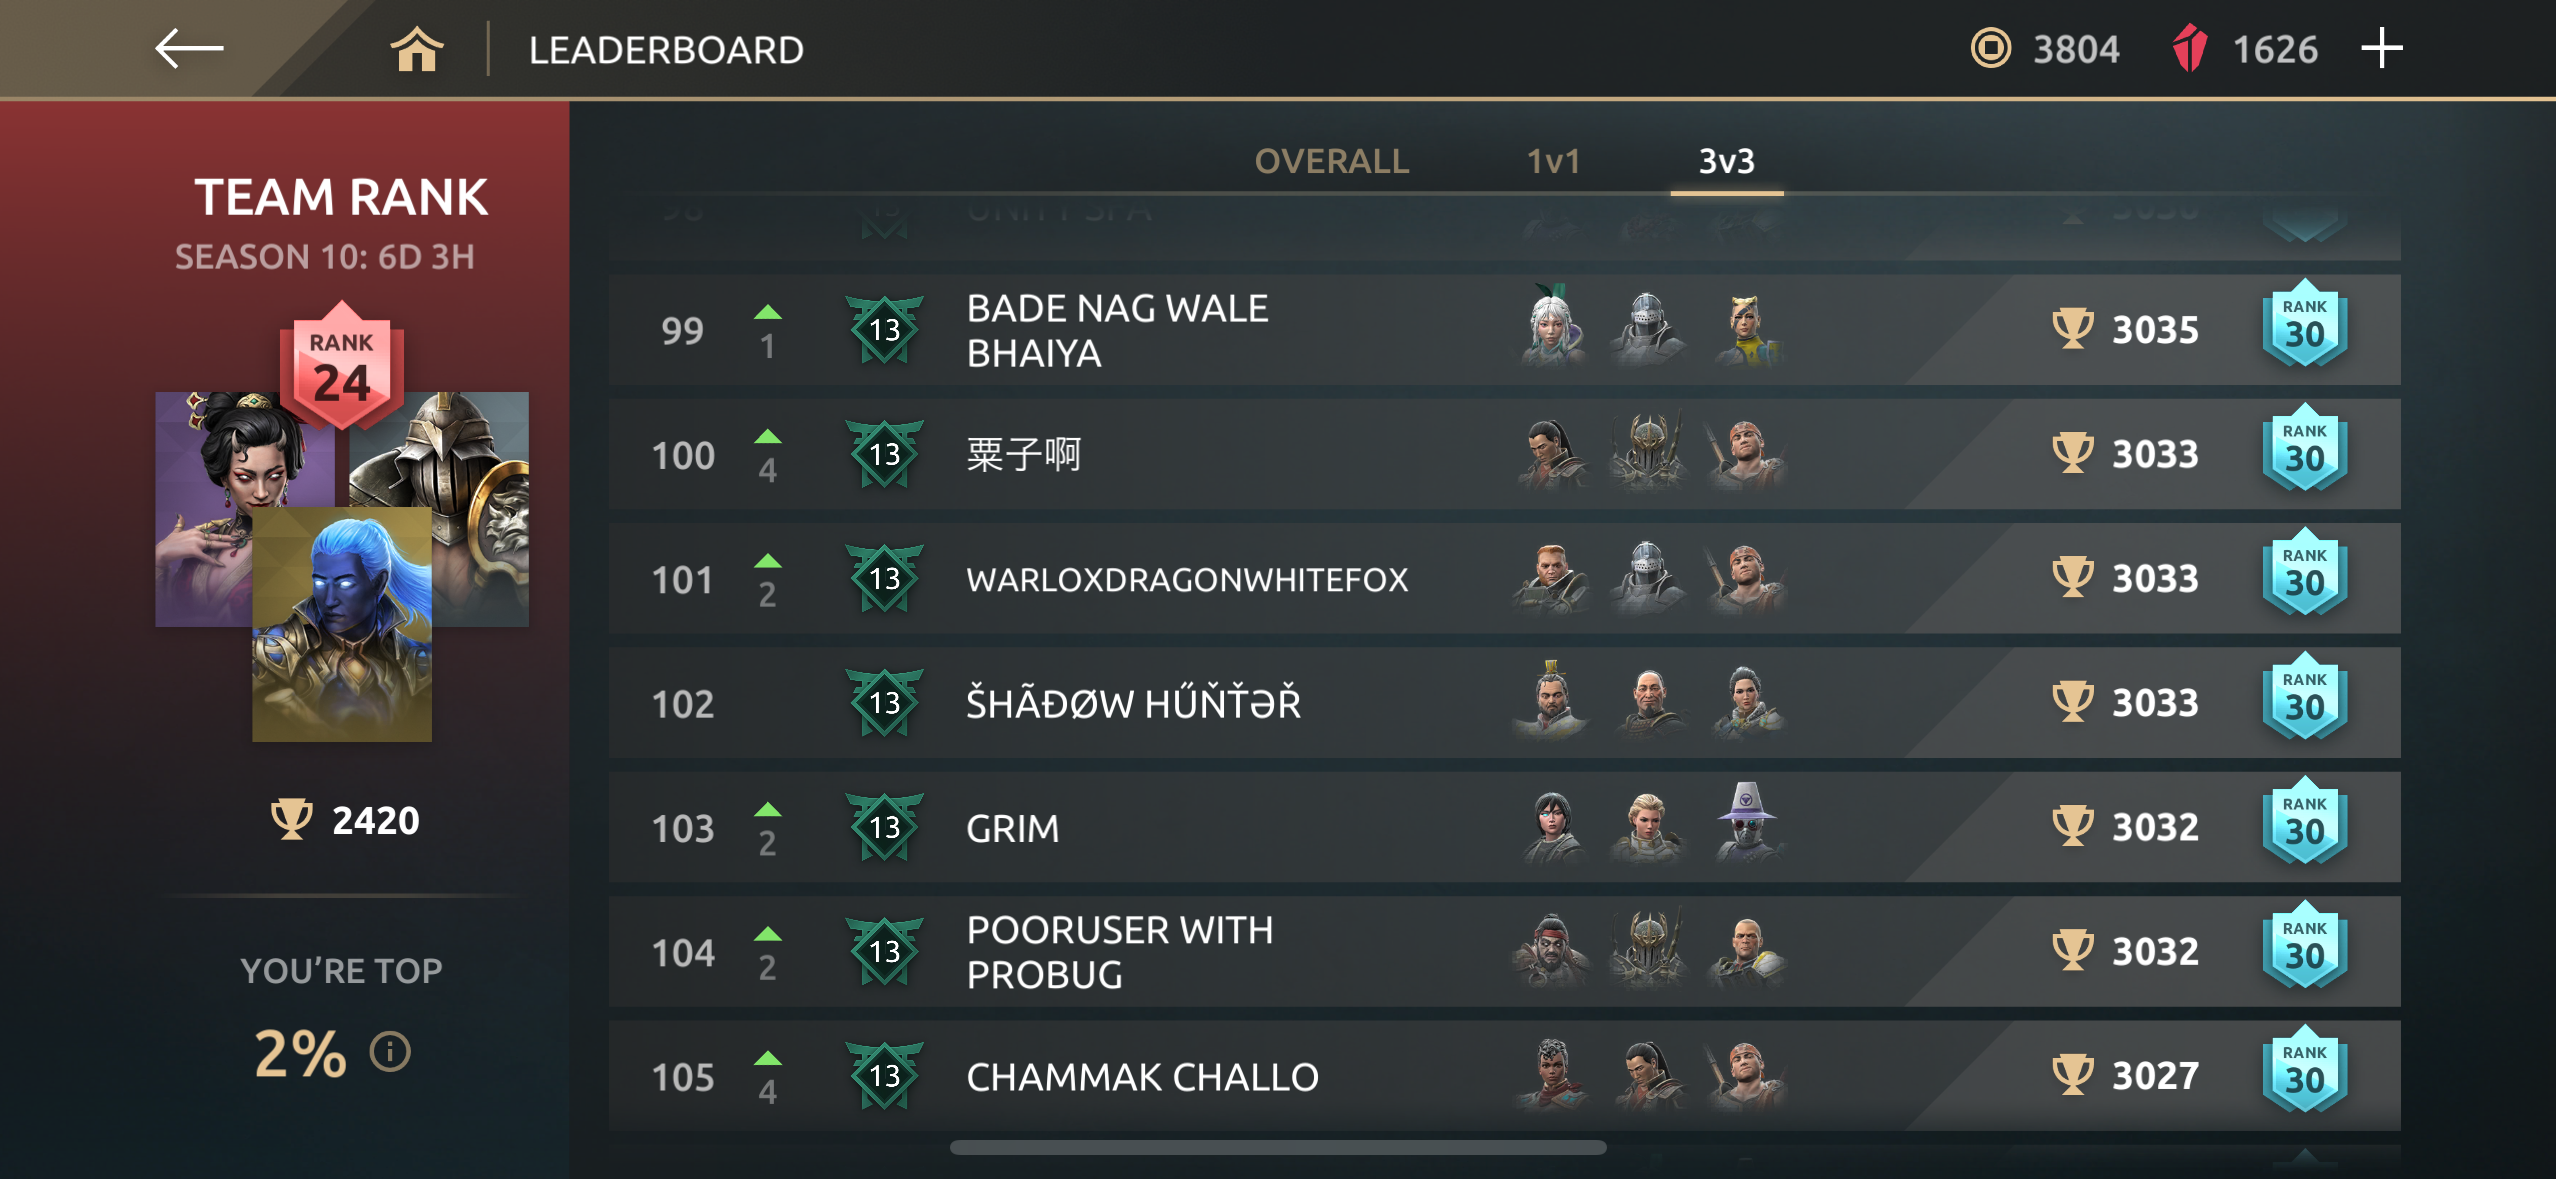 LEADERBOARD
3804
1626
TEAM RANK
SEASON 10: 6D 3H
RANK
24
2420
YOU'RE TOP
2%
OVERALL
1v1
3v3
99
1
13
BADE NAG WALE
BHAIYA
3035
RANK
30
100
4
13
粟子啊
3033
RANK
30
101
2
13
WARLOXDRAGONWHITEFOX
3033
RANK
30
102
13
ŠHÃĐØW HŰŇŤƏŘ
3033
RANK
30
103
2
13
GRIM
3032
RANK
30
104
2
13
POORUSER WITH
PROBUG
3032
RANK
30
105
4
13
CHAMMAK CHALLO
3027
RANK
30